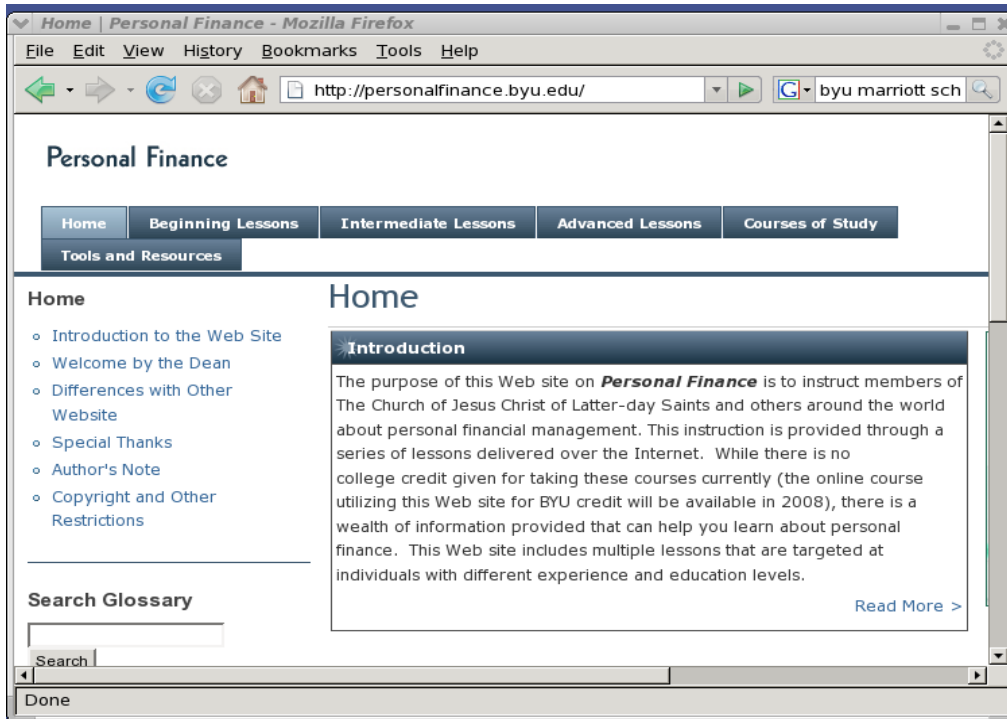 Home | Personal Finance - Mozilla Firefox
File Edit View History Bookmarks Tools Help
http://personalfinance.byu.edu/ G byu marriott sch
Personal Finance
Home Beginning Lessons Intermediate Lessons Advanced Lessons Courses of Study
Tools and Resources
Home
Introduction to the Web Site
Welcome by the Dean
Differences with Other
Website
Special Thanks
Author's Note
Copyright and Other
Restrictions
Search Glossary
Search
Home
Introduction
The purpose of this Web site on Personal Finance is to instruct members of
The Church of Jesus Christ of Latter-day Saints and others around the world
about personal financial management. This instruction is provided through a
series of lessons delivered over the Internet.  While there is no
college credit given for taking these courses currently (the online course
utilizing this Web site for BYU credit will be available in 2008), there is a
wealth of information provided that can help you learn about personal
finance.  This Web site includes multiple lessons that are targeted at
individuals with different experience and education levels.
Read More >
Done